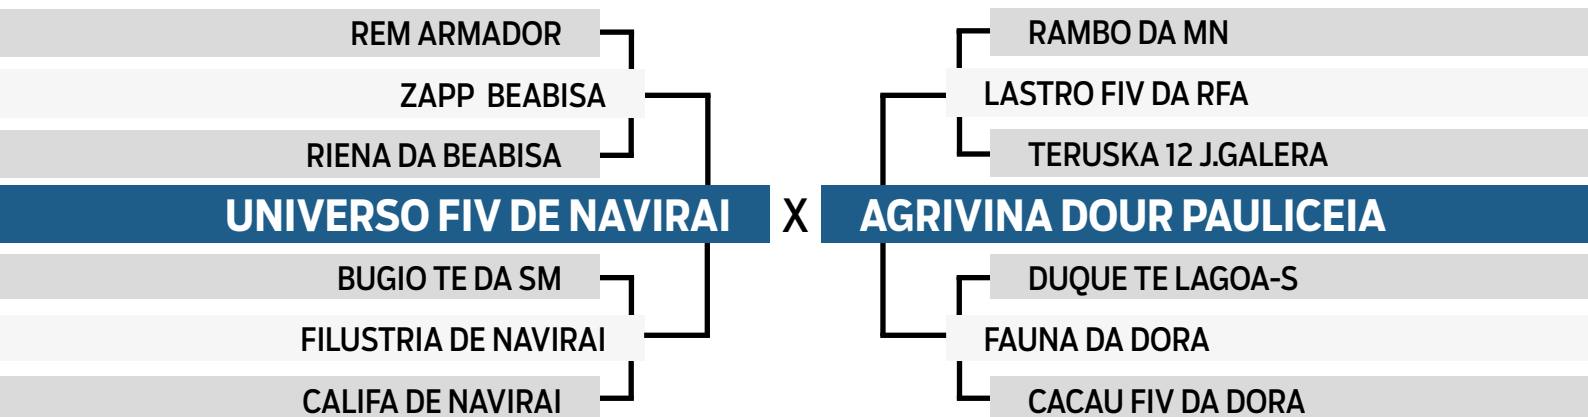 REM ARMADOR
RAMBO DA MN
ZAPP BEABISA
LASTRO FIV DA RFA
RIENA DA BEABISA
TERUSKA 12 J.GALERA
UNIVERSO FIV DE NAVIRAI X AGRIVINA DOUR PAULICEIA
BUGIO TE DA SM
DUQUE TE LAGOA-S
FILUSTRIA DE NAVIRAI
FAUNA DA DORA
CALIFA DE NAVIRAI
CACAU FIV DA DORA